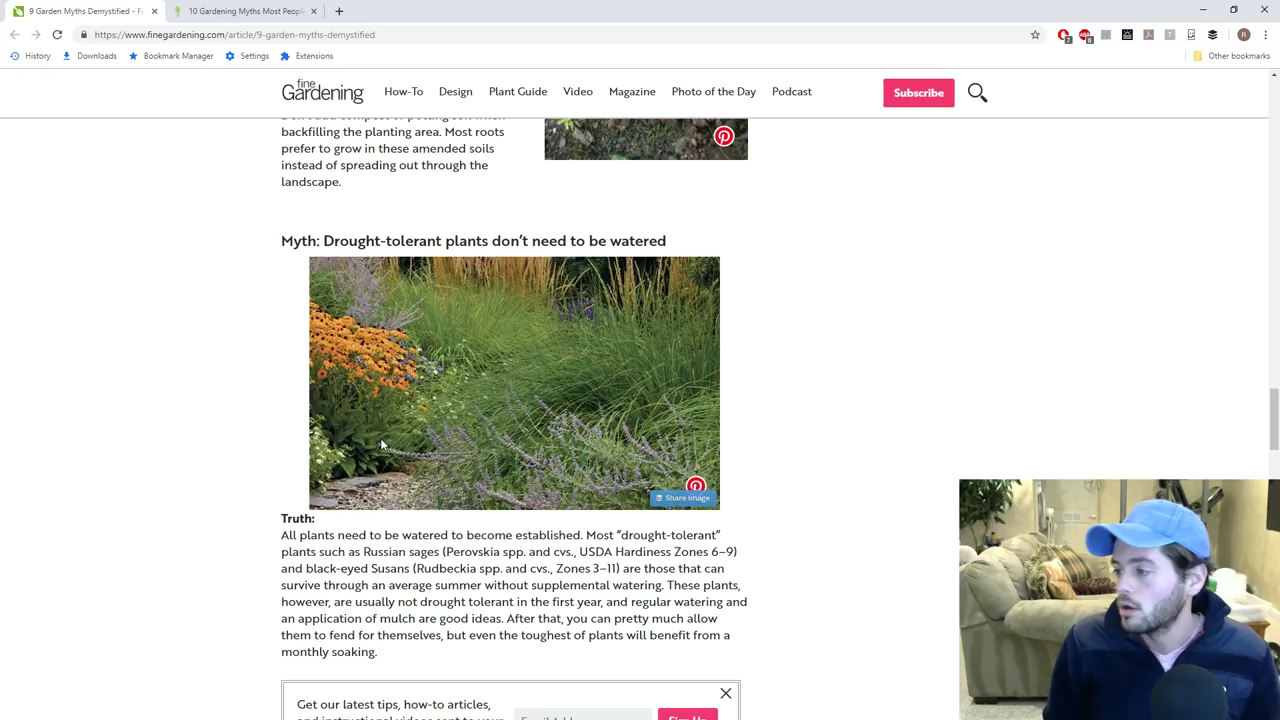 9 Garden Myths Demystified - F
10 Gardening Myths Most Peopl
https://www.finegardening.com/article/9-garden-myths-demystified
7
6
R
History
Downloads
Bookmark Manager
Settings
Extensions
Other bookmarks
fine
Gardening
How-To
Design
Plant Guide
Video
Magazine
Photo of the Day
Podcast
Subscribe
backfilling the planting area. Most roots
prefer to grow in these amended soils
instead of spreading out through the
landscape.
Myth: Drought-tolerant plants don’t need to be watered
Share Image
Truth:
All plants need to be watered to become established. Most “drought-tolerant”
plants such as Russian sages (Perovskia spp. and cvs., USDA Hardiness Zones 6–9)
and black-eyed Susans (Rudbeckia spp. and cvs., Zones 3–11) are those that can
survive through an average summer without supplemental watering. These plants,
however, are usually not drought tolerant in the first year, and regular watering and
an application of mulch are good ideas. After that, you can pretty much allow
them to fend for themselves, but even the toughest of plants will benefit from a
monthly soaking.
Get our latest tips, how-to articles,